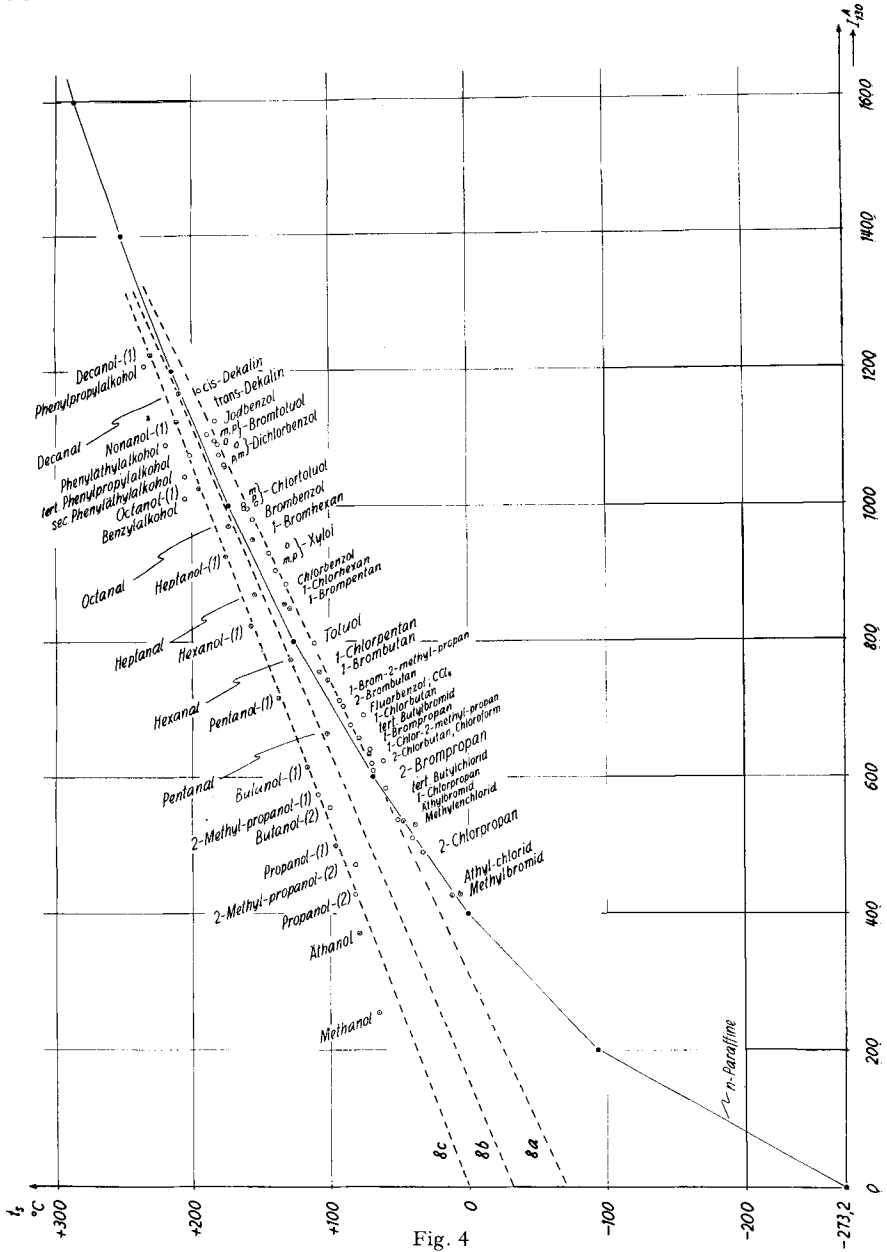 t_s
°C
+300
+200
+100
0
-100
-200
-273,2
→ I^A_130
0
200
400
600
800
1000
1200
1400
1600
Decanol-(1)
Phenylpropylalkohol
Decanal
Nonanol-(1)
Phenyläthylalkohol
tert. Phenylpropylalkohol
sec. Phenyläthylalkohol
Octanol-(1)
Benzylalkohol
Octanal
Heptanol-(1)
Heptanal
Hexanol-(1)
Hexanal
Pentanol-(1)
Pentanal
Butanol-(1)
2-Methyl-propanol-(1)
Butanol-(2)
Propanol-(1)
2-Methyl-propanol-(2)
Propanol-(2)
Äthanol
Methanol
cis-Dekalin
trans-Dekalin
Jodbenzol
m,p
o
}-Bromtoluol
o
p,m
}-Dichlorbenzol
m
p
}-Chlortoluol
Brombenzol
1-Bromhexan
o
m,p
}-Xylol
Chlorbenzol
1-Chlorhexan
1-Brompentan
Toluol
1-Chlorpentan
1-Brombutan
1-Brom-2-methyl-propan
2-Brombutan
Fluorbenzol; CCl₄
1-Chlorbutan
tert. Butylbromid
1-Brompropan
1-Chlor-2-methyl-propan
2-Chlorbutan, Chloroform
2-Brompropan
tert. Butylchlorid
1-Chlorpropan
Äthylbromid
Methylenchlorid
2-Chlorpropan
Äthyl-chlorid
Methylbromid
n-Paraffine
8c
8b
8a
Fig. 4